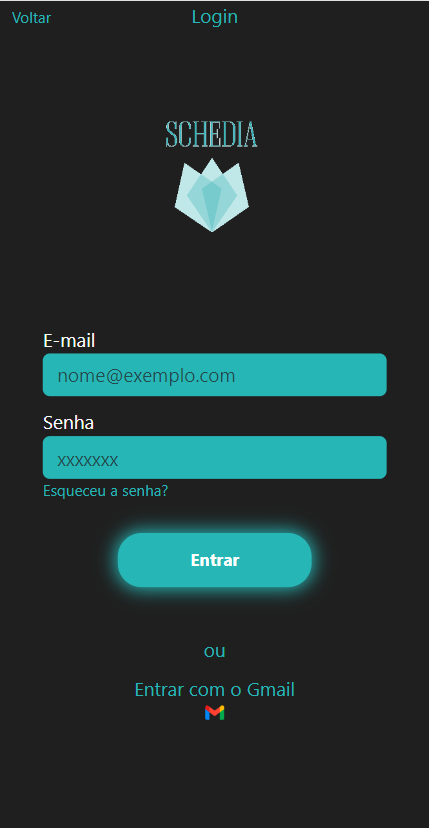 Voltar
Login
SCHEDIA
E-mail
nome@exemplo.com
Senha
xxxxxxx
Esqueceu a senha?
Entrar
ou
Entrar com o Gmail